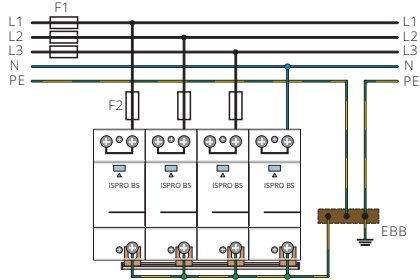 F1
L1 L1
L2 L2
L3 L3
N N
PE PE
F2
ISPRO BS ISPRO BS ISPRO BS ISPRO BS
EBB